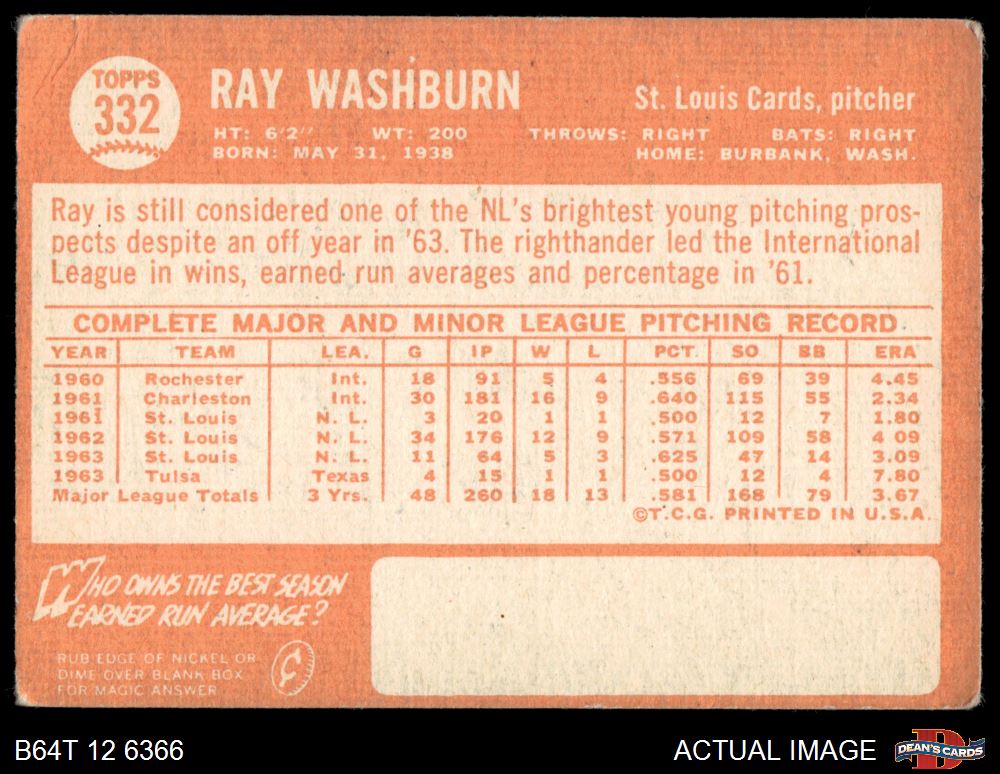 TOPPS
332
RAY WASHBURN
St. Louis Cards, pitcher
HT: 6'2" WT: 200 THROWS: RIGHT BATS: RIGHT
BORN: MAY 31, 1938 HOME: BURBANK, WASH.
Ray is still considered one of the NL's brightest young pitching pros-
pects despite an off year in '63. The righthander led the International
League in wins, earned run averages and percentage in '61.
COMPLETE MAJOR AND MINOR LEAGUE PITCHING RECORD
YEAR TEAM LEA. G IP W L PCT. SO BB ERA
1960 Rochester Int. 18 91 5 4 .556 69 39 4.45
1961 Charleston Int. 30 181 16 9 .640 115 55 2.34
1961 St. Louis N. L. 3 20 1 1 .500 12 7 1.80
1962 St. Louis N. L. 34 176 12 9 .571 109 58 4 09
1963 St. Louis N. L. 11 64 5 3 .625 47 14 3.09
1963 Tulsa Texas 4 15 1 1 .500 12 4 7.80
Major League Totals 3 Yrs. 48 260 18 13 .581 168 79 3.67
©T.C.G. PRINTED IN U.S.A.
WHO OWNS THE BEST SEASON
EARNED RUN AVERAGE?
RUB EDGE OF NICKEL OR
DIME OVER BLANK BOX
FOR MAGIC ANSWER
¢
B64T 12 6366
ACTUAL IMAGE
D
DEAN'S CARDS